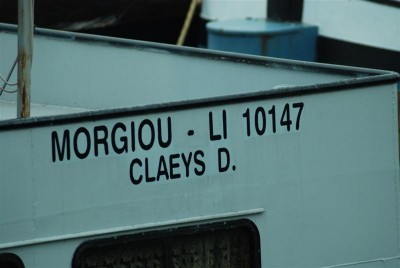 MORGIOU - LI 10147
CLAEYS D.